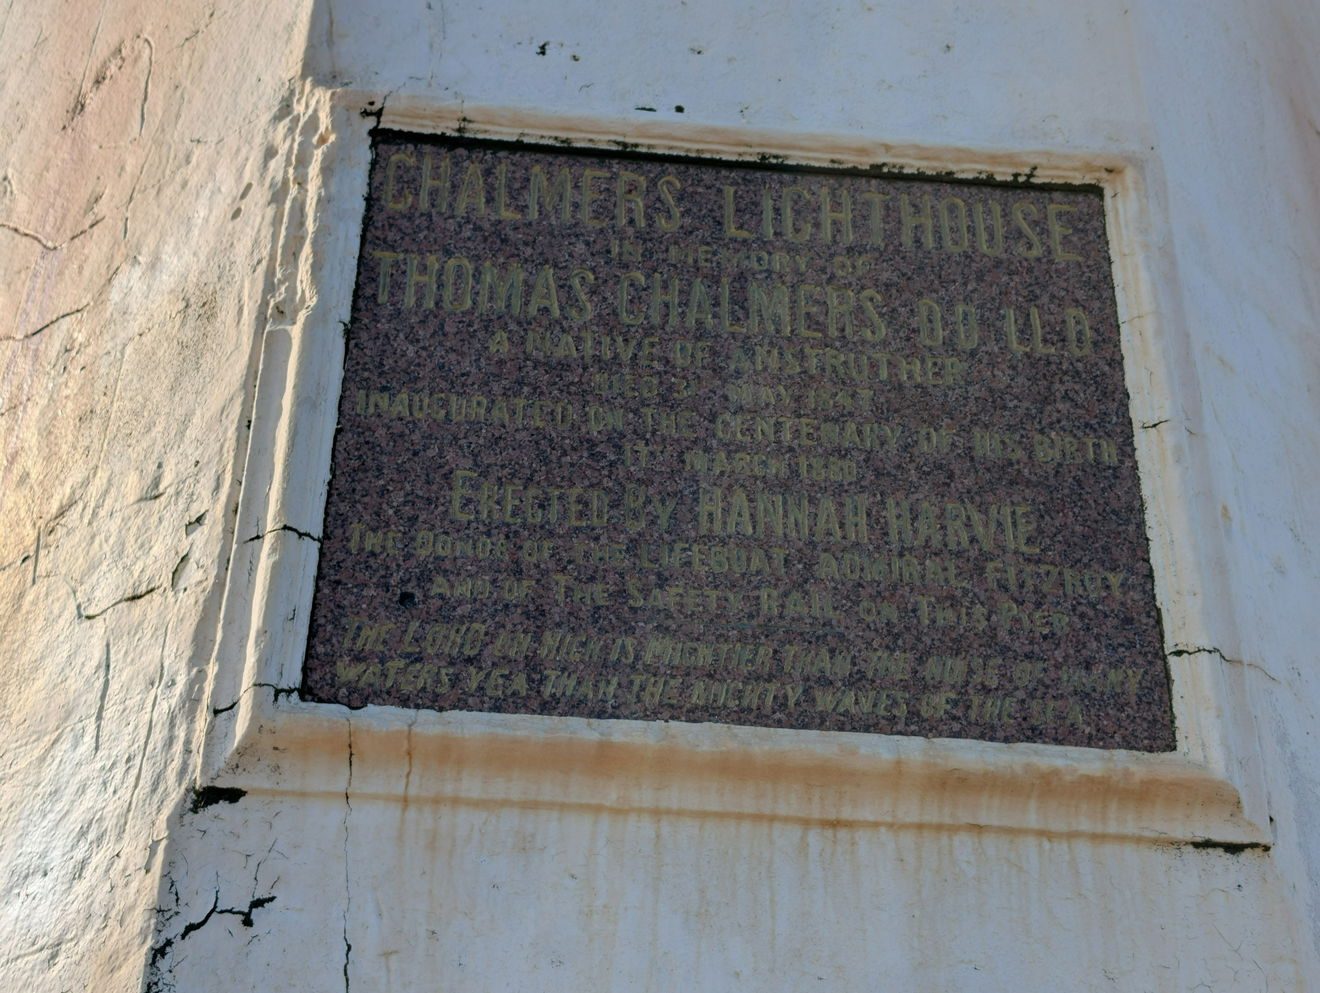 CHALMERS LIGHTHOUSE
IN MEMORY OF
THOMAS CHALMERS DD LLD
A NATIVE OF ANSTRUTHER
DIED 31 MAY 1847
INAUGURATED ON THE CENTENARY OF HIS BIRTH
17TH MARCH 1880
ERECTED BY HANNAH HARVIE
THE DONOR OF THE LIFEBOAT ADMIRAL FITZROY
AND OF THE SAFETY RAIL ON THIS PIER
THE LORD ON HIGH IS MIGHTIER THAN THE NOISE OF MANY
WATERS YEA THAN THE MIGHTY WAVES OF THE SEA